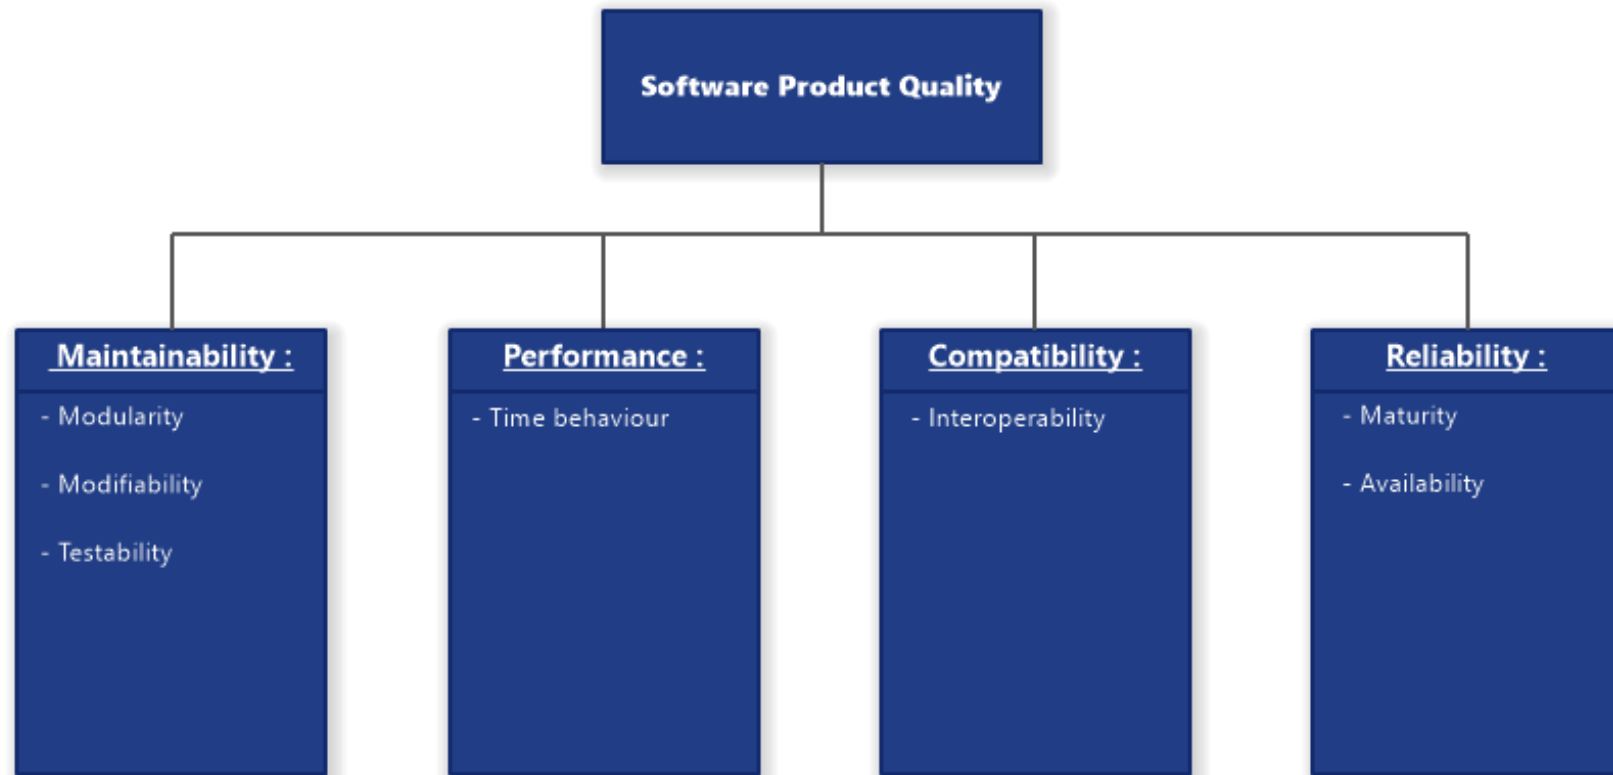 Software Product Quality
Maintainability :
- Modularity
- Modifiability
- Testability
Performance :
- Time behaviour
Compatibility :
- Interoperability
Reliability :
- Maturity
- Availability